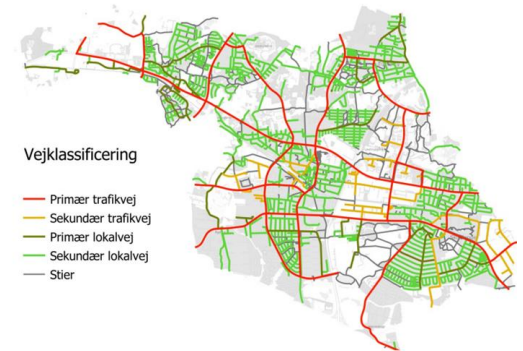 Vejklassificering
Primær trafikvej
Sekundær trafikvej
Primær lokalvej
Sekundær lokalvej
Stier